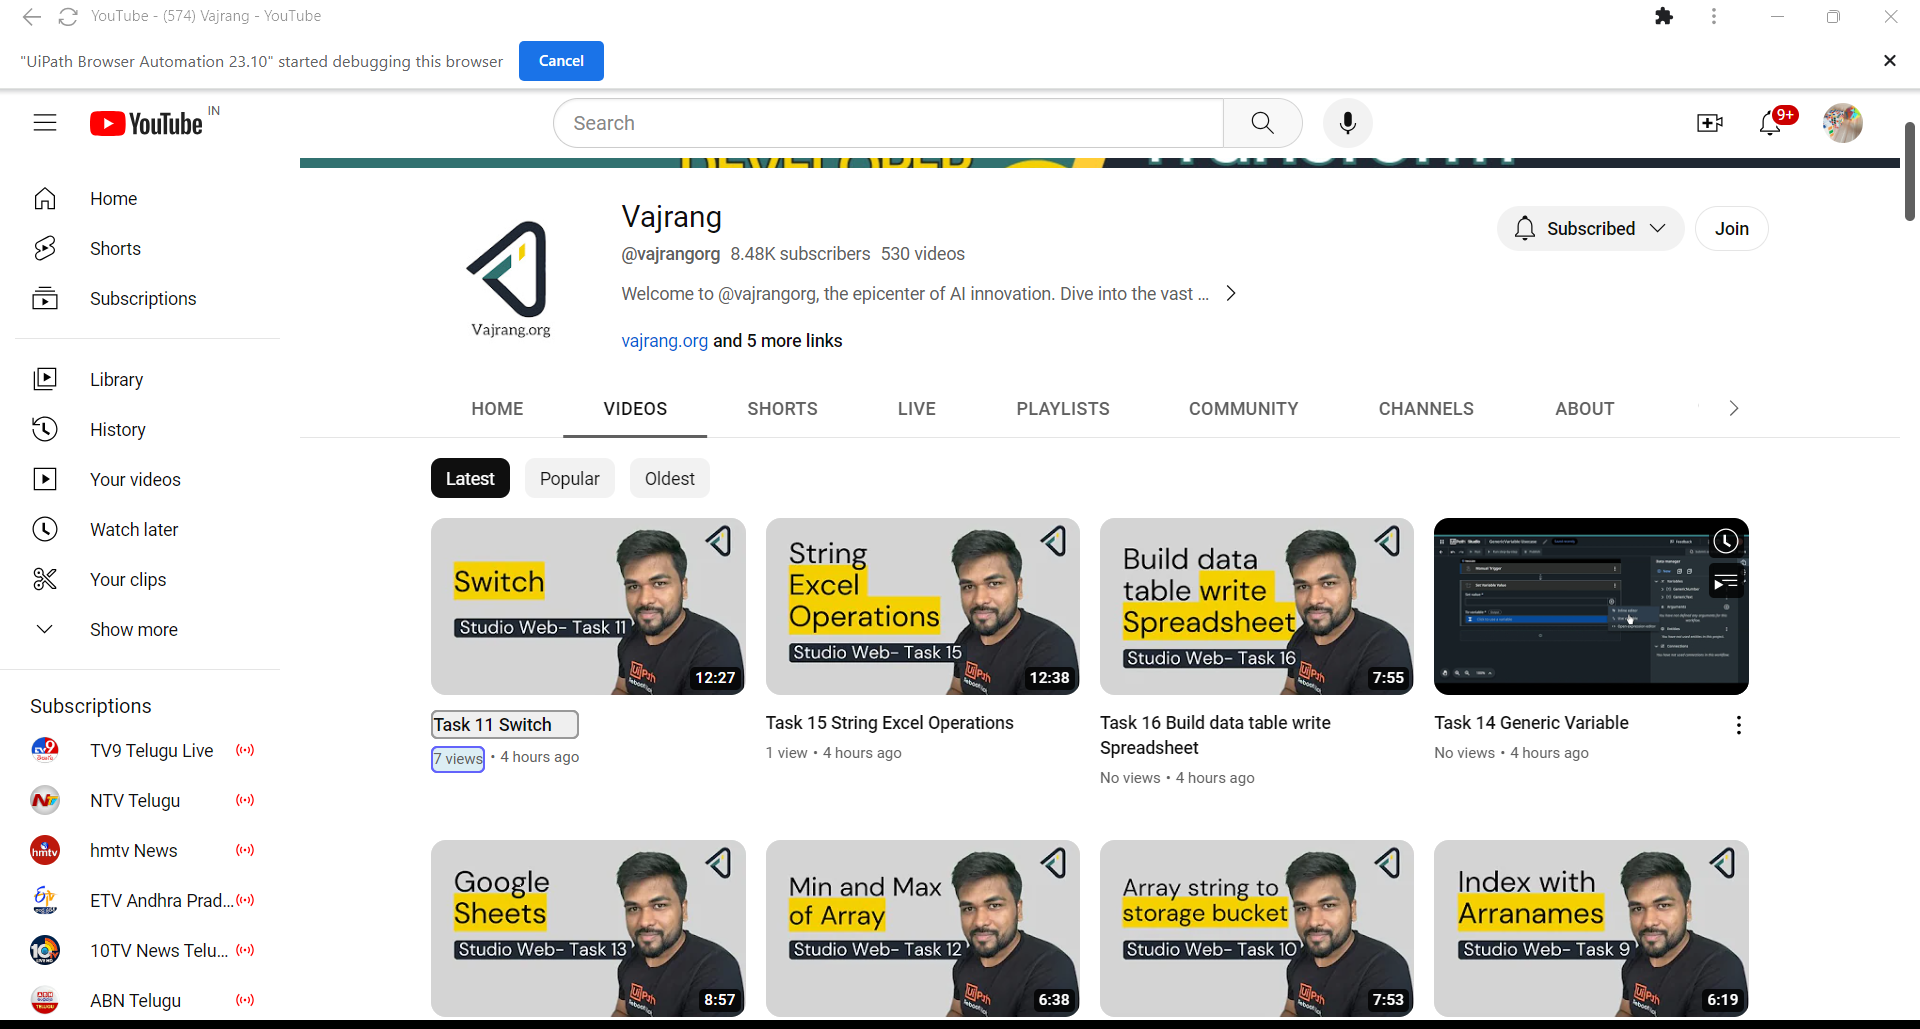 YouTube - (574) Vajrang - YouTube
"UiPath Browser Automation 23.10" started debugging this browser
Cancel
YouTube IN
Search
9+
Home
Shorts
Subscriptions
Library
History
Your videos
Watch later
Your clips
Show more
Subscriptions
TV9 Telugu Live
NTV Telugu
hmtv News
ETV Andhra Prad...
10TV News Telu...
ABN Telugu
DEVELOPER
Transform
Vajrang.org
Vajrang
@vajrangorg 8.48K subscribers 530 videos
Welcome to @vajrangorg, the epicenter of AI innovation. Dive into the vast ...
vajrang.org and 5 more links
Subscribed
Join
HOME VIDEOS SHORTS LIVE PLAYLISTS COMMUNITY CHANNELS ABOUT
Latest Popular Oldest
Switch
Studio Web- Task 11
12:27
Task 11 Switch
7 views • 4 hours ago
String
Excel
Operations
Studio Web- Task 15
12:38
Task 15 String Excel Operations
1 view • 4 hours ago
Build data
table write
Spreadsheet
Studio Web- Task 16
7:55
Task 16 Build data table write
Spreadsheet
No views • 4 hours ago
Manual Trigger
Set Variable Value
Task 14 Generic Variable
No views • 4 hours ago
Google
Sheets
Studio Web- Task 13
8:57
Min and Max
of Array
Studio Web- Task 12
6:38
Array string to
storage bucket
Studio Web- Task 10
7:53
Index with
Arranames
Studio Web- Task 9
6:19